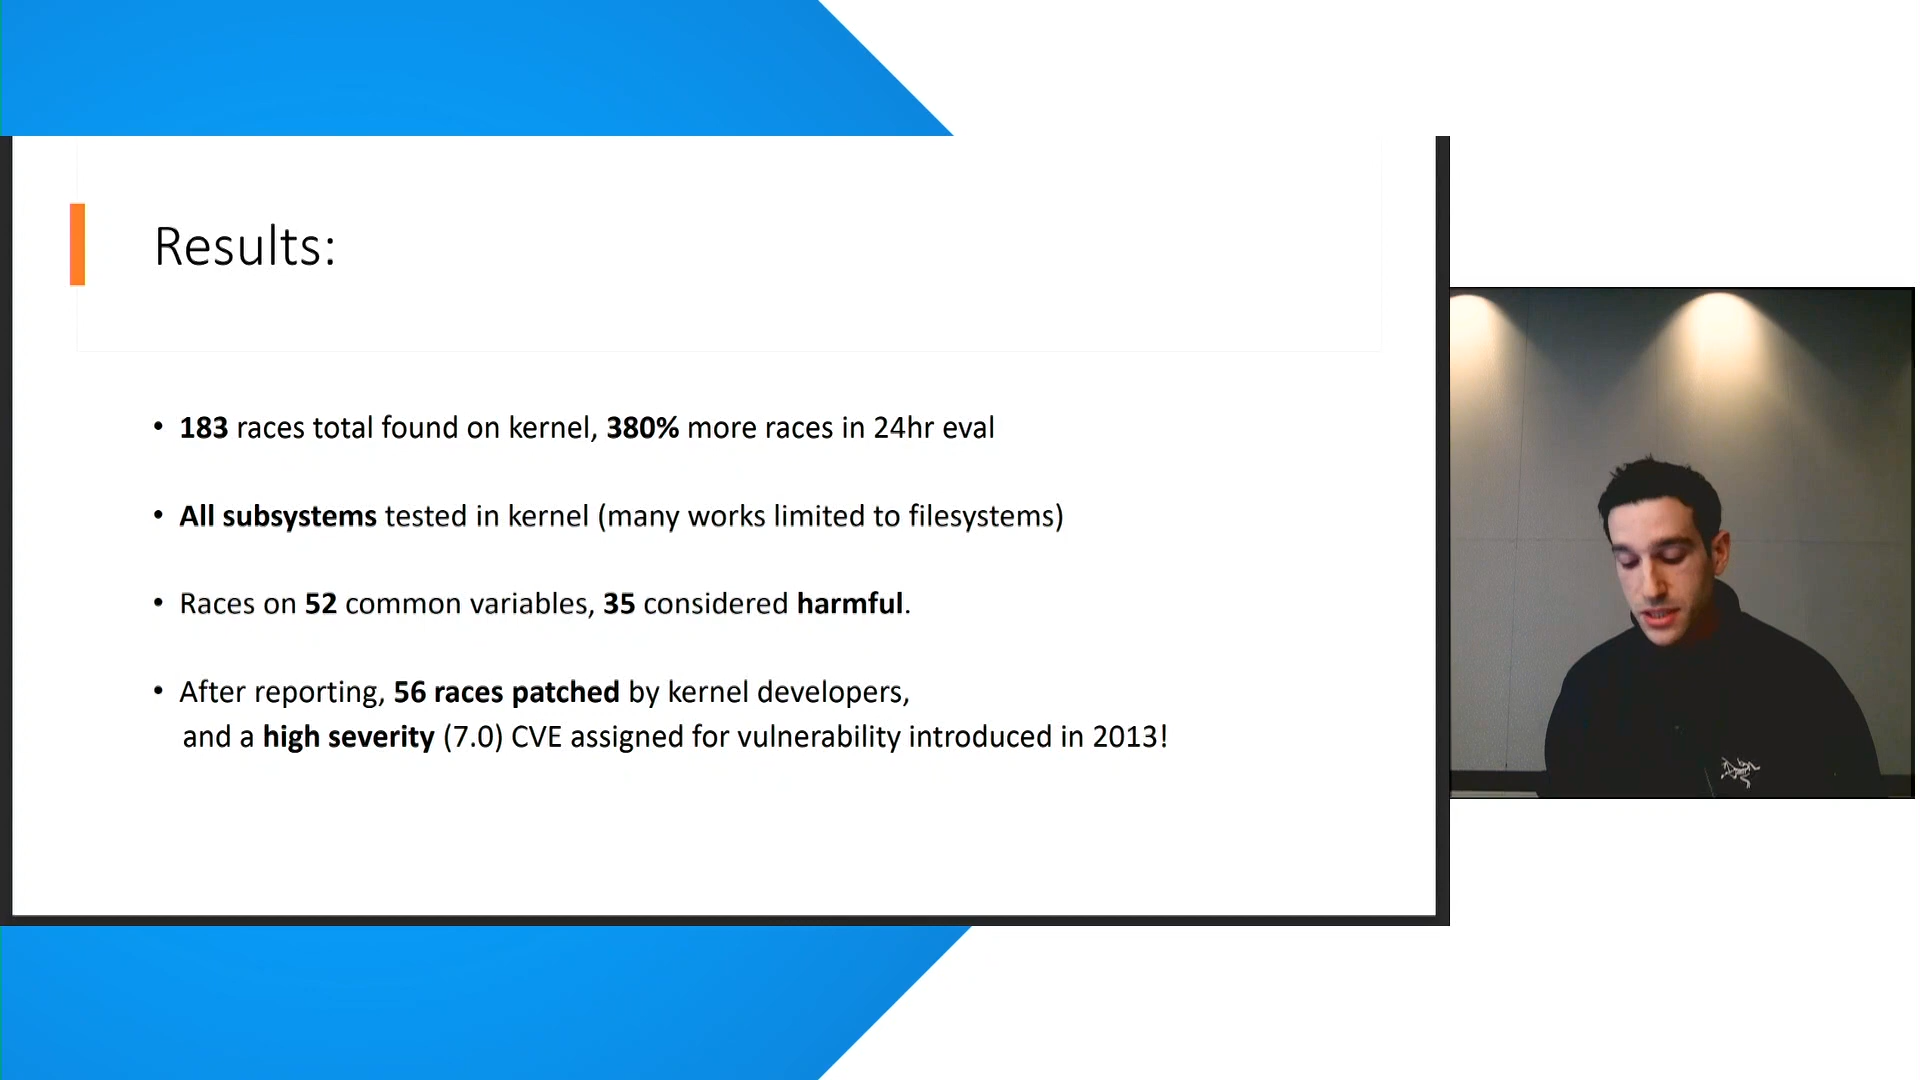 Results:
• 183 races total found on kernel, 380% more races in 24hr eval
• All subsystems tested in kernel (many works limited to filesystems)
• Races on 52 common variables, 35 considered harmful.
• After reporting, 56 races patched by kernel developers,
and a high severity (7.0) CVE assigned for vulnerability introduced in 2013!